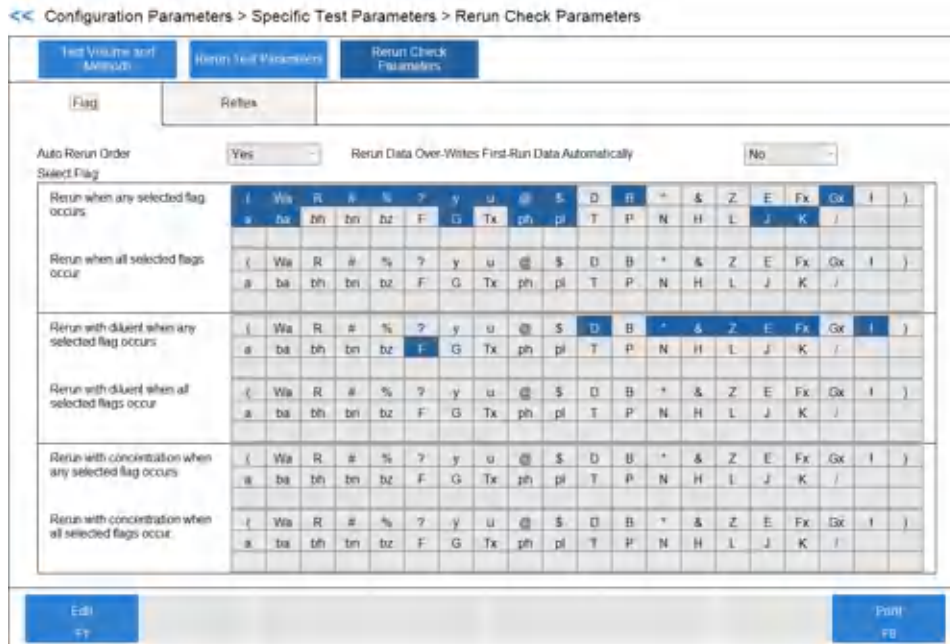 << Configuration Parameters > Specific Test Parameters > Rerun Check Parameters
Test Volume and Methods
Rerun Test Parameters
Rerun Check Parameters
Flag
Reflex
Auto Rerun Order
Yes
Rerun Data Over-Writes First-Run Data Automatically
No
Select Flag
Rerun when any selected flag occurs
( Wa R # % ? y u @ $ D B * & Z E Fx Gx ! )
a ba bh bn bz F G Tx ph pl T P N H L J K /
Rerun when all selected flags occur
( Wa R # % ? y u @ $ D B * & Z E Fx Gx ! )
a ba bh bn bz F G Tx ph pl T P N H L J K /
Rerun with diluent when any selected flag occurs
( Wa R # % ? y u @ $ D B * & Z E Fx Gx ! )
a ba bh bn bz F G Tx ph pl T P N H L J K /
Rerun with diluent when all selected flags occur
( Wa R # % ? y u @ $ D B * & Z E Fx Gx ! )
a ba bh bn bz F G Tx ph pl T P N H L J K /
Rerun with concentration when any selected flag occurs
( Wa R # % ? y u @ $ D B * & Z E Fx Gx ! )
a ba bh bn bz F G Tx ph pl T P N H L J K /
Rerun with concentration when all selected flags occur.
( Wa R # % ? y u @ $ D B * & Z E Fx Gx ! )
a ba bh bn bz F G Tx ph pl T P N H L J K /
Edit
F1
Print
F8